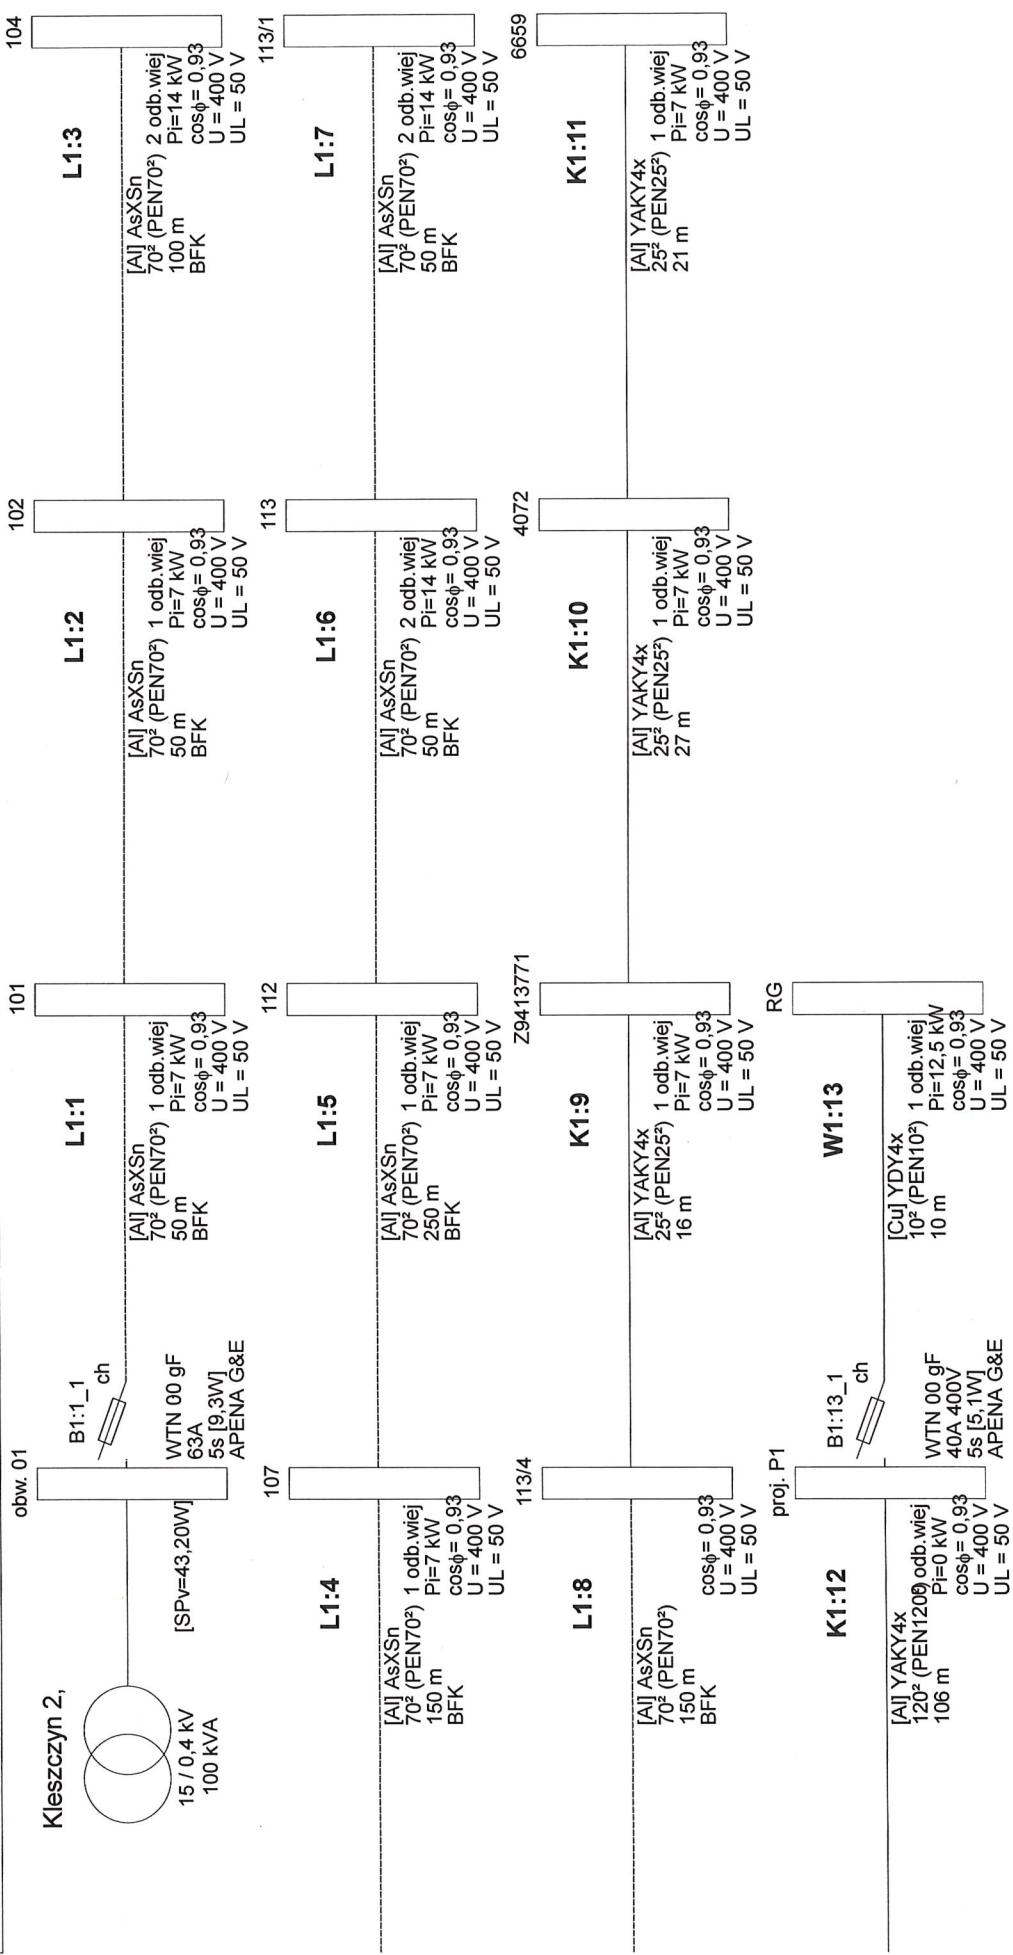 Kleszczyn 2,
15 / 0,4 kV
100 kVA
obw. 01
[SPv=43,20W]
B1:1_1
ch
WTN 00 gF
63A
5s [9,3W]
APENA G&E
L1:1
[Al] AsXSn
70² (PEN70²)
50 m
BFK
101
1 odb.wiej
Pi=7 kW
cosϕ= 0,93
U = 400 V
UL = 50 V
L1:2
[Al] AsXSn
70² (PEN70²)
50 m
BFK
102
1 odb.wiej
Pi=7 kW
cosϕ= 0,93
U = 400 V
UL = 50 V
L1:3
[Al] AsXSn
70² (PEN70²)
100 m
BFK
104
2 odb.wiej
Pi=14 kW
cosϕ= 0,93
U = 400 V
UL = 50 V
L1:4
[Al] AsXSn
70² (PEN70²)
150 m
BFK
107
1 odb.wiej
Pi=7 kW
cosϕ= 0,93
U = 400 V
UL = 50 V
L1:5
[Al] AsXSn
70² (PEN70²)
250 m
BFK
112
1 odb.wiej
Pi=7 kW
cosϕ= 0,93
U = 400 V
UL = 50 V
L1:6
[Al] AsXSn
70² (PEN70²)
50 m
BFK
113
2 odb.wiej
Pi=14 kW
cosϕ= 0,93
U = 400 V
UL = 50 V
L1:7
[Al] AsXSn
70² (PEN70²)
50 m
BFK
113/1
2 odb.wiej
Pi=14 kW
cosϕ= 0,93
U = 400 V
UL = 50 V
L1:8
[Al] AsXSn
70² (PEN70²)
150 m
BFK
113/4
cosϕ= 0,93
U = 400 V
UL = 50 V
K1:9
[Al] YAKY4x
25² (PEN25²)
16 m
Z9413771
1 odb.wiej
Pi=7 kW
cosϕ= 0,93
U = 400 V
UL = 50 V
K1:10
[Al] YAKY4x
25² (PEN25²)
27 m
4072
1 odb.wiej
Pi=7 kW
cosϕ= 0,93
U = 400 V
UL = 50 V
K1:11
[Al] YAKY4x
25² (PEN25²)
21 m
6659
1 odb.wiej
Pi=7 kW
cosϕ= 0,93
U = 400 V
UL = 50 V
K1:12
[Al] YAKY4x
120² (PEN120²)
106 m
proj. P1
odb.wiej
Pi=0 kW
cosϕ= 0,93
U = 400 V
UL = 50 V
B1:13_1
ch
WTN 00 gF
40A 400V
5s [5,1W]
APENA G&E
W1:13
[Cu] YDY4x
10² (PEN10²)
10 m
RG
1 odb.wiej
Pi=12,5 kW
cosϕ= 0,93
U = 400 V
UL = 50 V